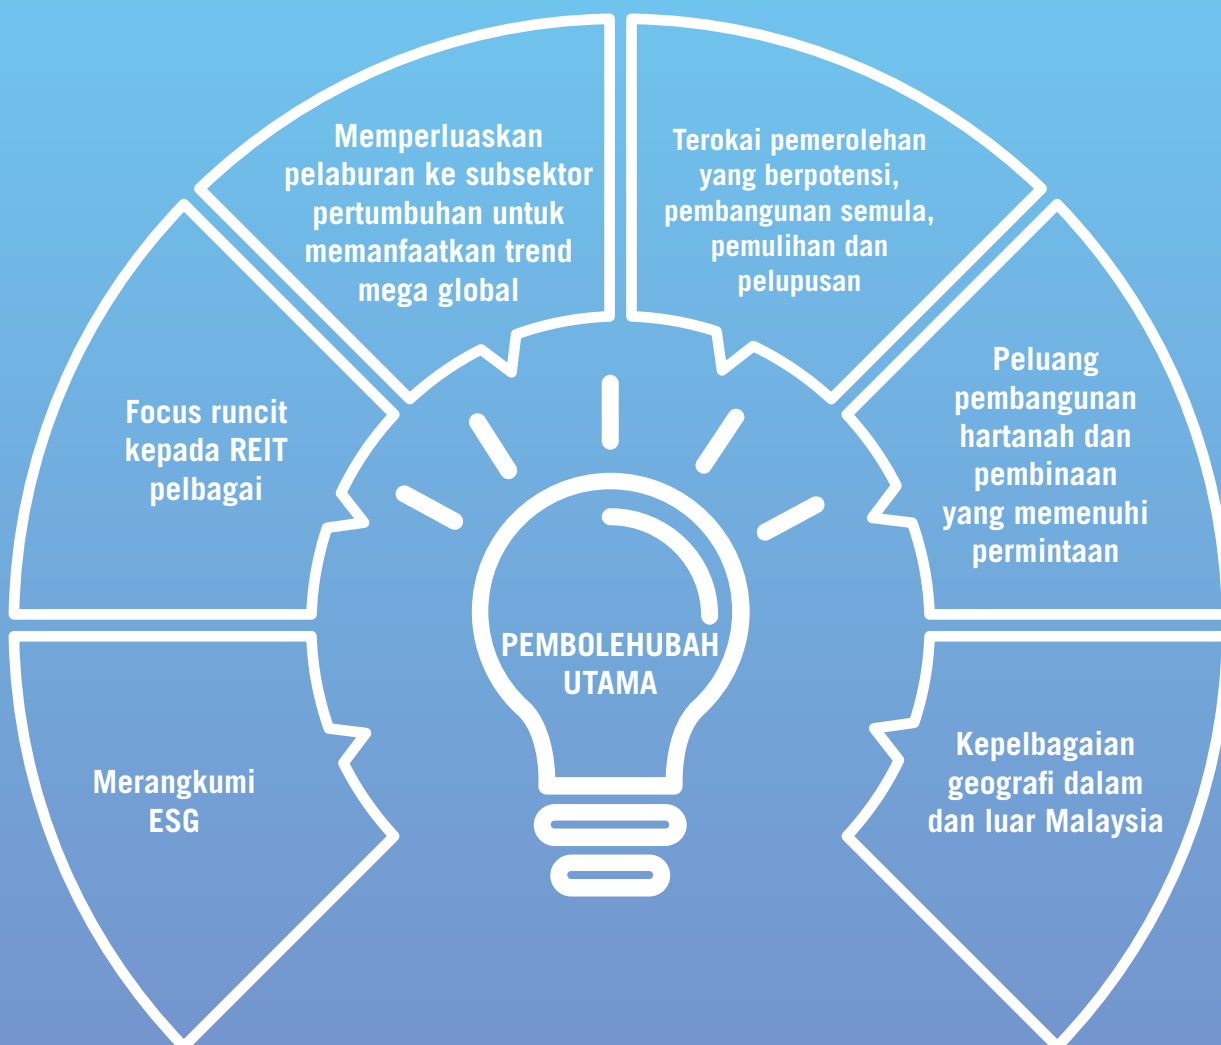 Memperluaskan
pelaburan ke subsektor
pertumbuhan untuk
memanfaatkan trend
mega global
Terokai pemerolehan
yang berpotensi,
pembangunan semula,
pemulihan dan
pelupusan
Focus runcit
kepada REIT
pelbagai
Peluang
pembangunan
hartanah dan
pembinaan
yang memenuhi
permintaan
PEMBOLEHUBAH
UTAMA
Merangkumi
ESG
Kepelbagaian
geografi dalam
dan luar Malaysia